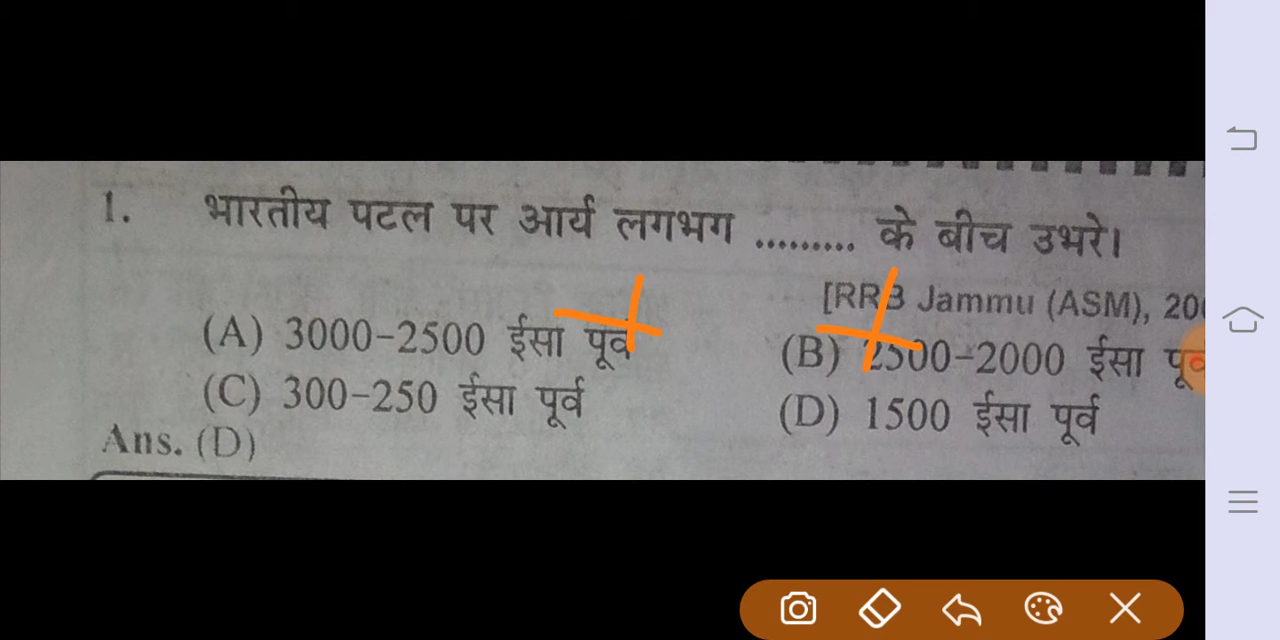 1. भारतीय पटल पर आर्य लगभग ......... के बीच उभरे।
[RRB Jammu (ASM), 20
(A) 3000-2500 ईसा पूर्व
(B) 2500-2000 ईसा
(C) 300-250 ईसा पूर्व
(D) 1500 ईसा पूर्व
Ans. (D)